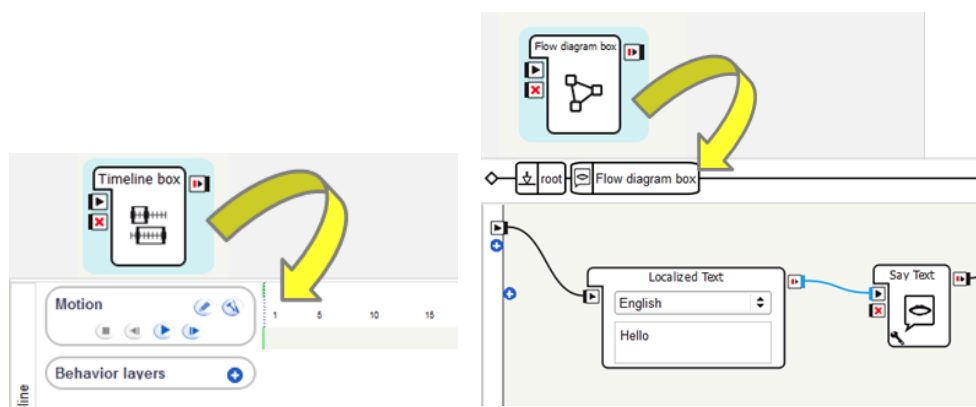 Timeline box
Motion
1 5 10 15
Behavior layers
line
Flow diagram box
root
Flow diagram box
Localized Text
English
Hello
Say Text